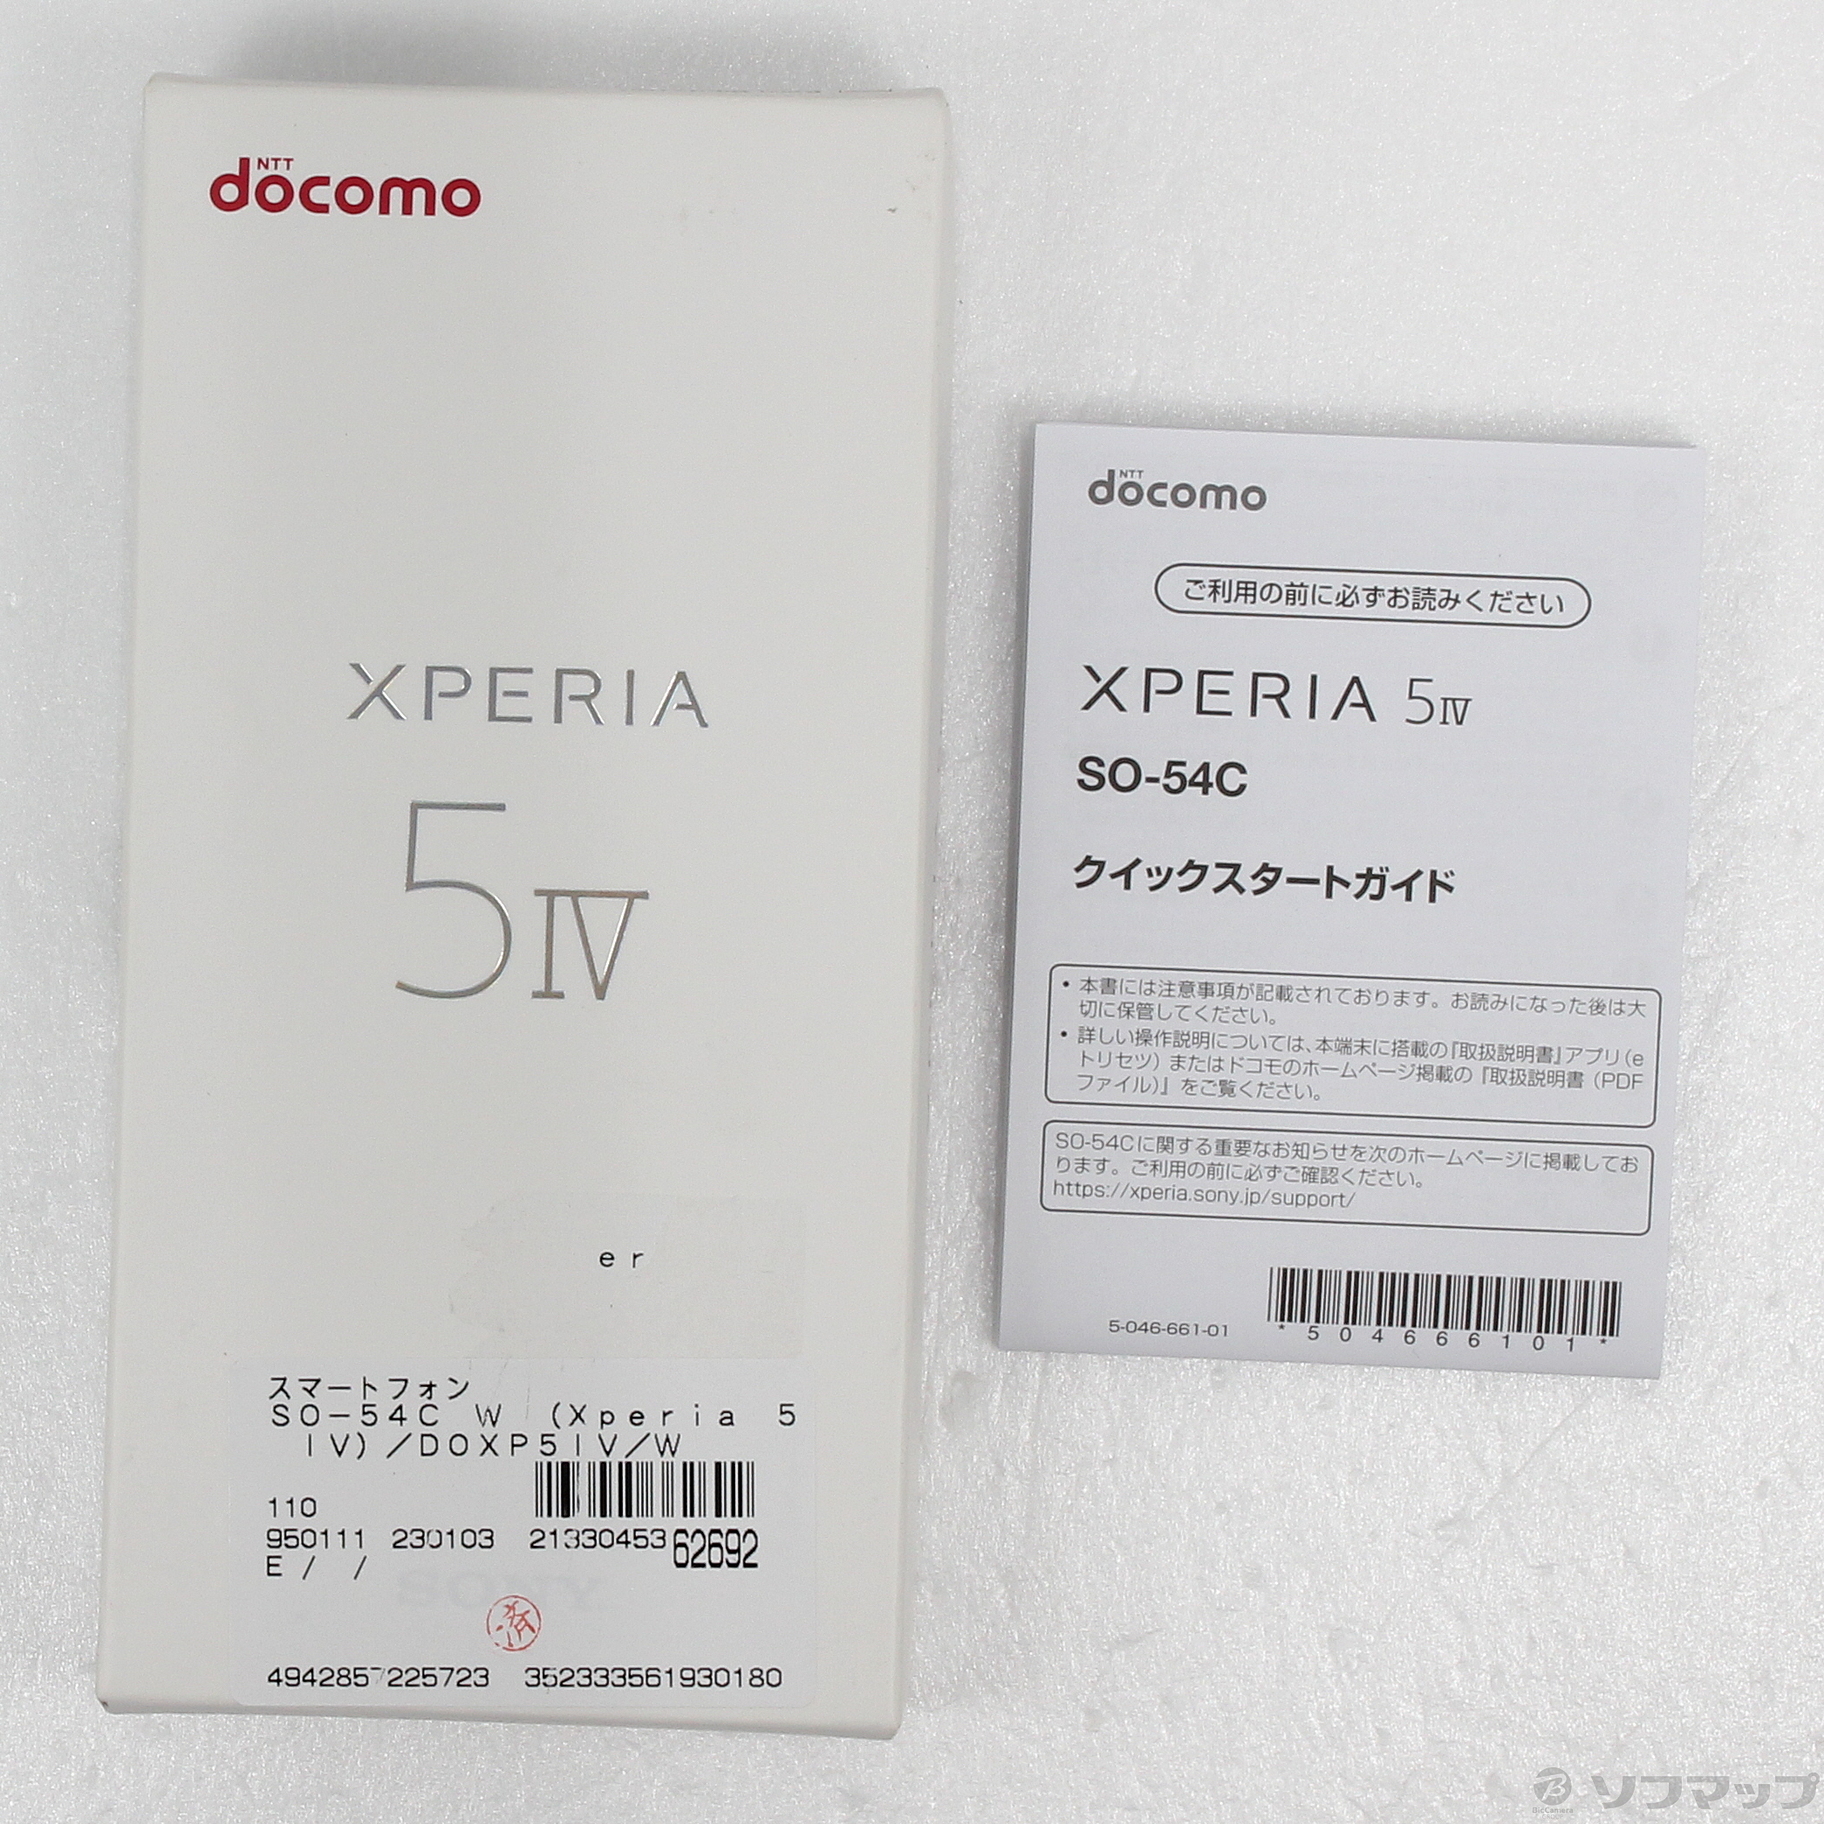 NTT
docomo
XPERIA
5IV
er
スマートフォン
SO-54C W (Xperia 5
IV)/DOXP5IV/W
110
950111 230103 21330453 62692
E / /
SONY
済
4942857225723 352333561930180
NTT
docomo
ご利用の前に必ずお読みください
XPERIA 5IV
SO-54C
クイックスタートガイド
• 本書には注意事項が記載されております。お読みになった後は大
切に保管してください。
• 詳しい操作説明については、本端末に搭載の『取扱説明書』アプリ(e
トリセツ)またはドコモのホームページ掲載の『取扱説明書(PDF
ファイル)』をご覧ください。
SO-54Cに関する重要なお知らせを次のホームページに掲載してお
ります。ご利用の前に必ずご確認ください。
https://xperia.sony.jp/support/
5-046-661-01
*504666101*
B ソフマップ
BicCamera